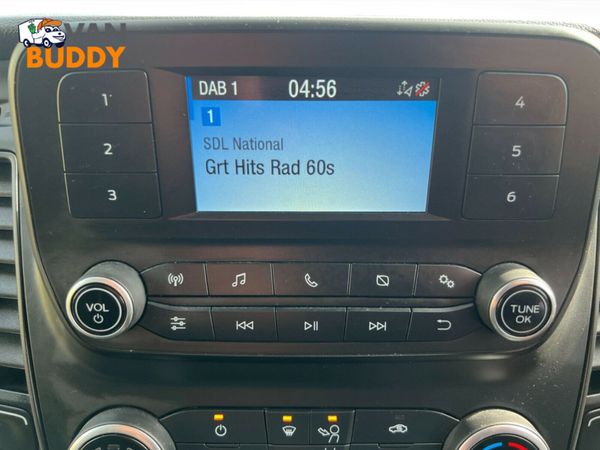 VAN
BUDDY
DAB 1 04:56
1
SDL National
Grt Hits Rad 60s
1
2
3
4
5
6
VOL
TUNE
OK